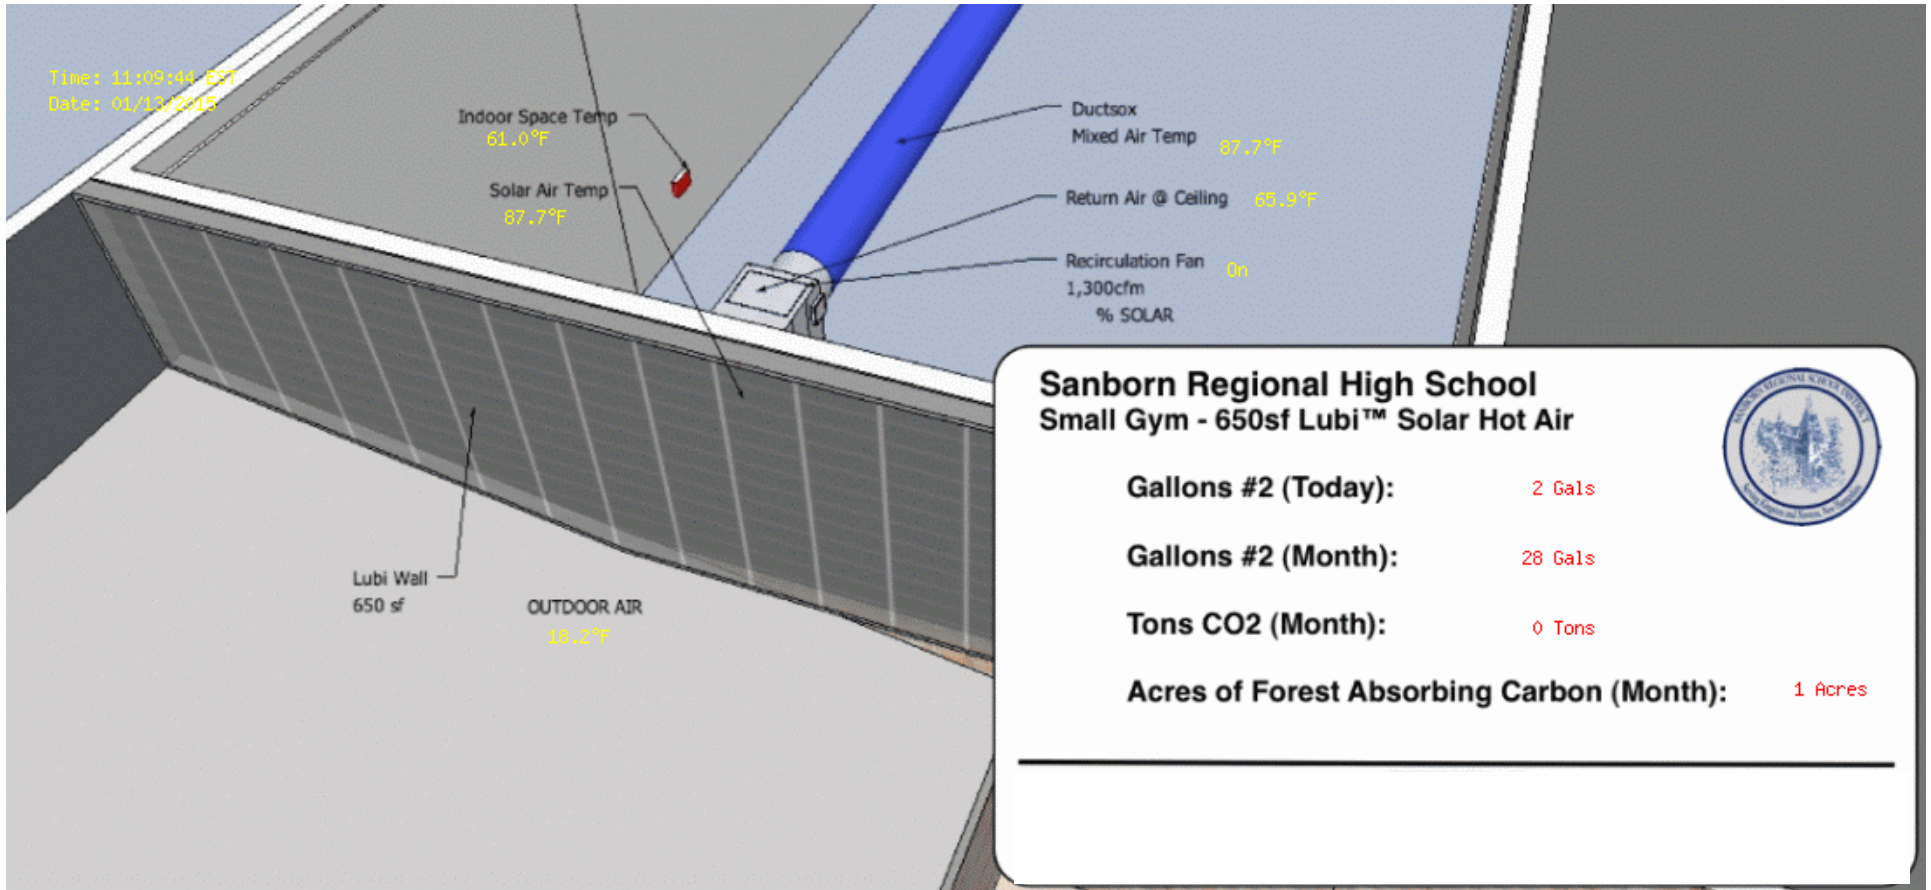 Time: 11:09:44 EST
Date: 01/13/2015
Indoor Space Temp
61.0°F
Solar Air Temp
87.7°F
Ductsox
Mixed Air Temp 87.7°F
Return Air @ Ceiling 65.9°F
Recirculation Fan On
1,300cfm
% SOLAR
Lubi Wall
650 sf
OUTDOOR AIR
18.2°F
Sanborn Regional High School
Small Gym - 650sf Lubi™ Solar Hot Air
Gallons #2 (Today): 2 Gals
Gallons #2 (Month): 28 Gals
Tons CO2 (Month): 0 Tons
Acres of Forest Absorbing Carbon (Month): 1 Acres
SANBORN REGIONAL SCHOOL DISTRICT